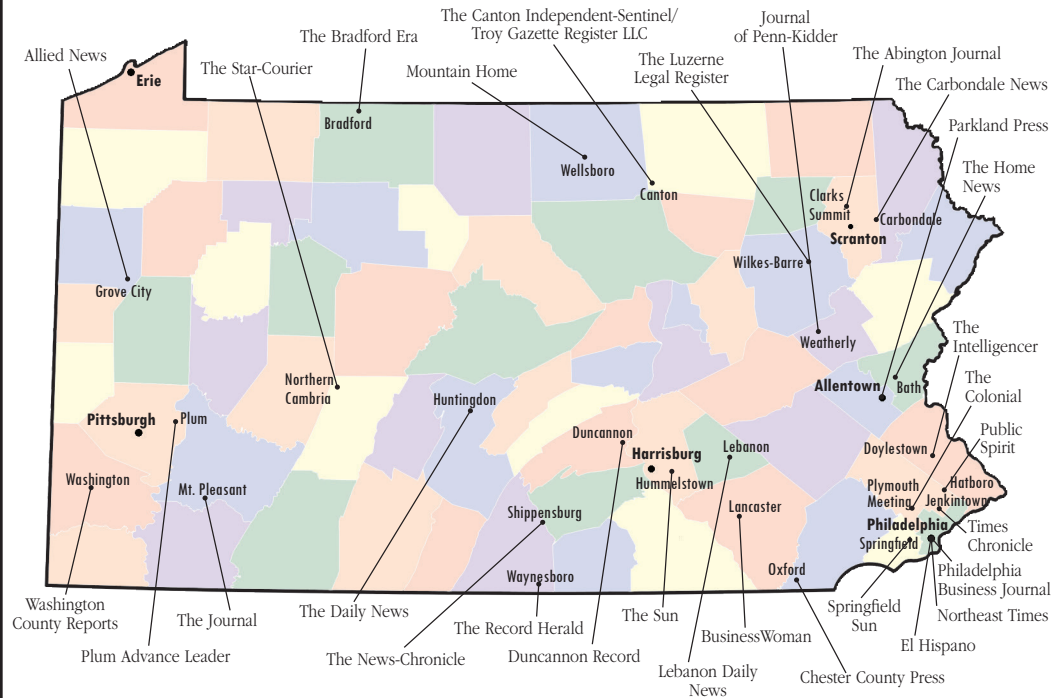 The Canton Independent-Sentinel/
Troy Gazette Register LLC
Journal
of Penn-Kidder
The Bradford Era
Allied News
The Star-Courier
Mountain Home
The Luzerne
Legal Register
The Abington Journal
The Carbondale News
Parkland Press
The Home
News
Erie
Bradford
Wellsboro
Canton
Clarks
Summit
Carbondale
Scranton
Wilkes-Barre
Grove City
Weatherly
The
Intelligencer
Northern
Cambria
Huntingdon
Allentown
Bath
The
Colonial
Pittsburgh
Plum
Duncannon
Public
Spirit
Harrisburg
Lebanon
Doylestown
Washington
Mt. Pleasant
Hummelstown
Plymouth
Meeting
Hatboro
Jenkintown
Shippensburg
Lancaster
Philadelphia
Springfield
Times
Chronicle
Waynesboro
Oxford
Philadelphia
Business Journal
Washington
County Reports
The Journal
The Daily News
The Record Herald
The Sun
BusinessWoman
Springfield
Sun
Northeast Times
El Hispano
Plum Advance Leader
The News-Chronicle
Duncannon Record
Lebanon Daily
News
Chester County Press